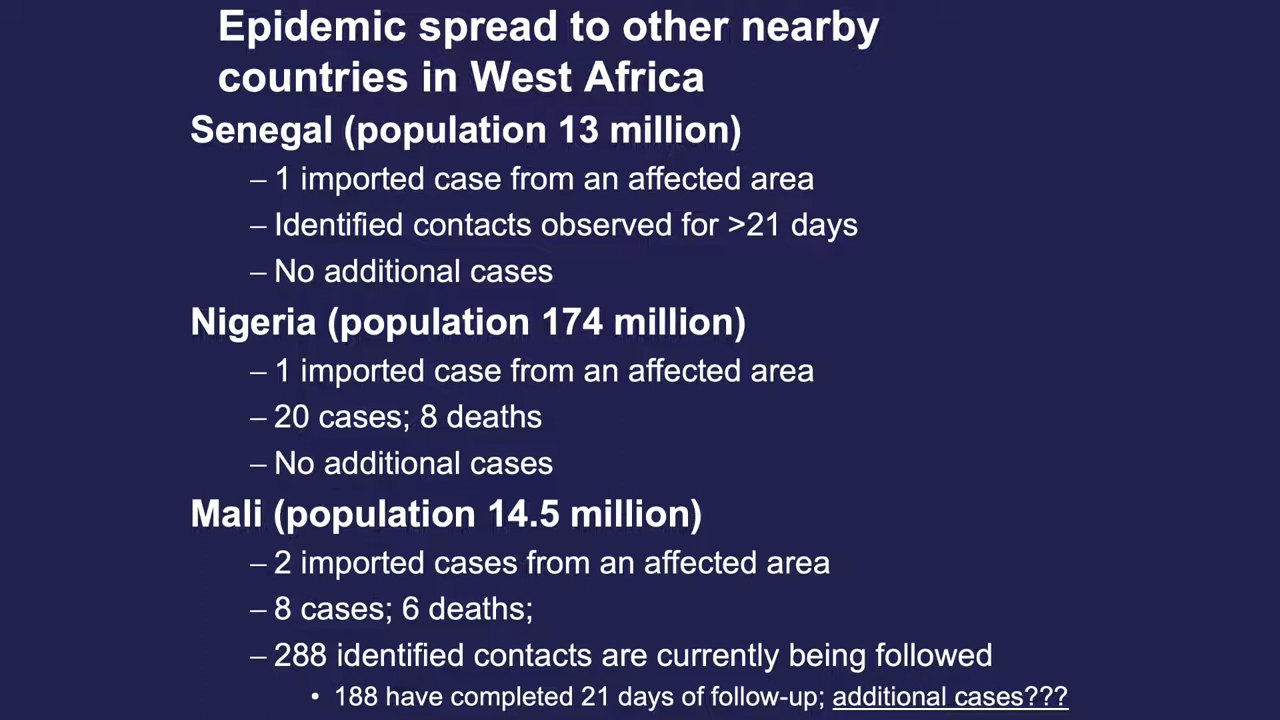 Epidemic spread to other nearby
countries in West Africa
Senegal (population 13 million)
– 1 imported case from an affected area
– Identified contacts observed for >21 days
– No additional cases
Nigeria (population 174 million)
– 1 imported case from an affected area
– 20 cases; 8 deaths
– No additional cases
Mali (population 14.5 million)
– 2 imported cases from an affected area
– 8 cases; 6 deaths;
– 288 identified contacts are currently being followed
• 188 have completed 21 days of follow-up; additional cases???